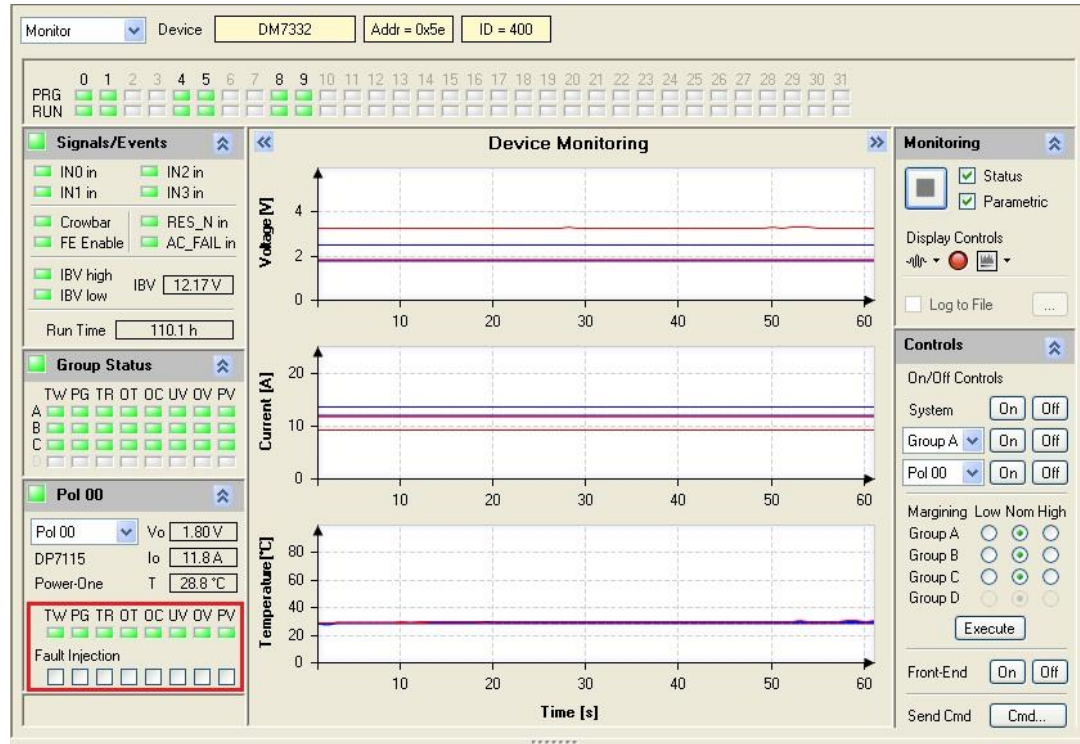 Monitor Device DM7332 Addr = 0x5e ID = 400
0 1 2 3 4 5 6 7 8 9 10 11 12 13 14 15 16 17 18 19 20 21 22 23 24 25 26 27 28 29 30 31
PRG
RUN
Signals/Events
IN0 in IN2 in
IN1 in IN3 in
Crowbar RES_N in
FE Enable AC_FAIL in
IBV high
IBV low
IBV 12.17 V
Run Time 110.1 h
Group Status
TW PG TR OT OC UV OV PV
A
B
C
D
Pol 00
Pol 00 Vo 1.80 V
DP7115 Io 11.8 A
Power-One T 28.8 °C
TW PG TR OT OC UV OV PV
Fault Injection
Device Monitoring
Voltage [V]
4
2
0
10 20 30 40 50 60
Current [A]
20
10
0
10 20 30 40 50 60
Temperature [°C]
80
60
40
20
0
10 20 30 40 50 60
Time [s]
Monitoring
Status
Parametric
Display Controls
Log to File ...
Controls
On/Off Controls
System On Off
Group A On Off
Pol 00 On Off
Margining Low Nom High
Group A
Group B
Group C
Group D
Execute
Front-End On Off
Send Cmd Cmd...